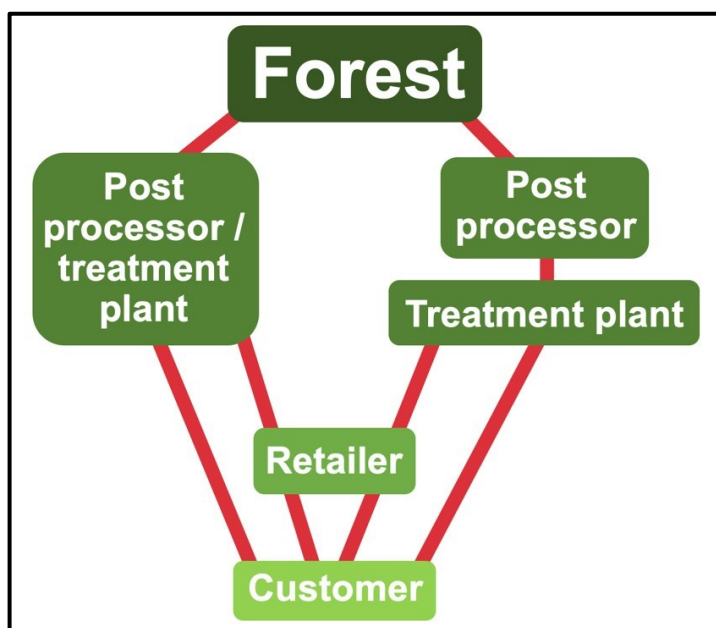 Forest
Post
processor /
treatment
plant
Post
processor
Treatment plant
Retailer
Customer